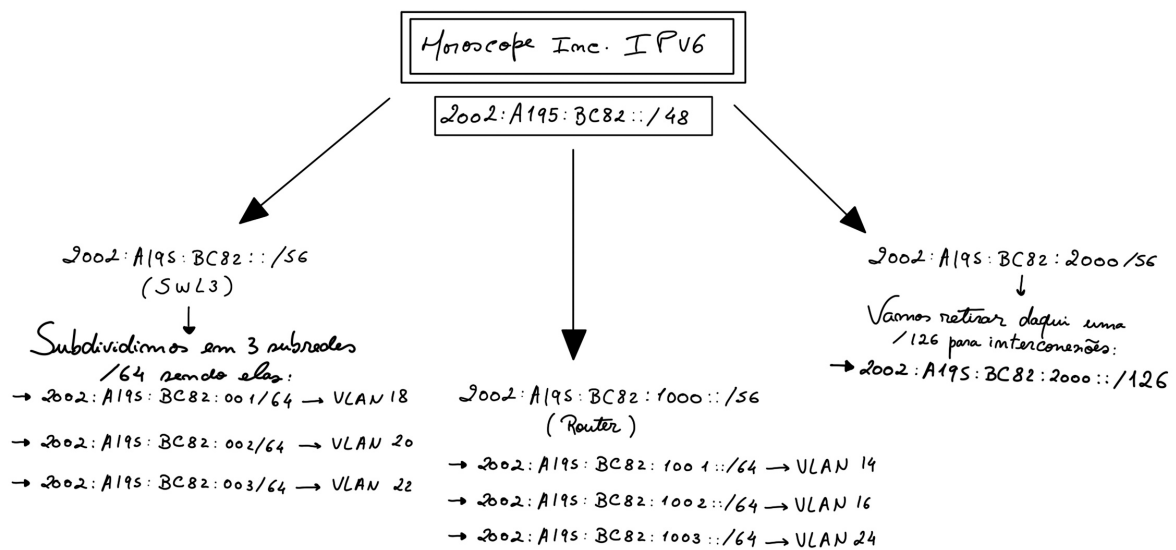 Horoscope Inc. IPV6
2002:A195:BC82::/48
2002:A195:BC82::/56
(SWL3)
Subdividimos em 3 subredes
/64 sendo elas:
→ 2002:A195:BC82:001/64 → VLAN 18
→ 2002:A195:BC82:002/64 → VLAN 20
→ 2002:A195:BC82:003/64 → VLAN 22
2002:A195:BC82:1000::/56
(Router)
→ 2002:A195:BC82:1001::/64 → VLAN 14
→ 2002:A195:BC82:1002::/64 → VLAN 16
→ 2002:A195:BC82:1003::/64 → VLAN 24
2002:A195:BC82:2000/56
Vamos retirar daqui uma
/126 para interconexões:
→ 2002:A195:BC82:2000::/126